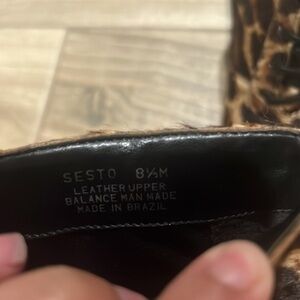 SESTO 8½M
LEATHER UPPER
BALANCE MAN MADE
MADE IN BRAZIL